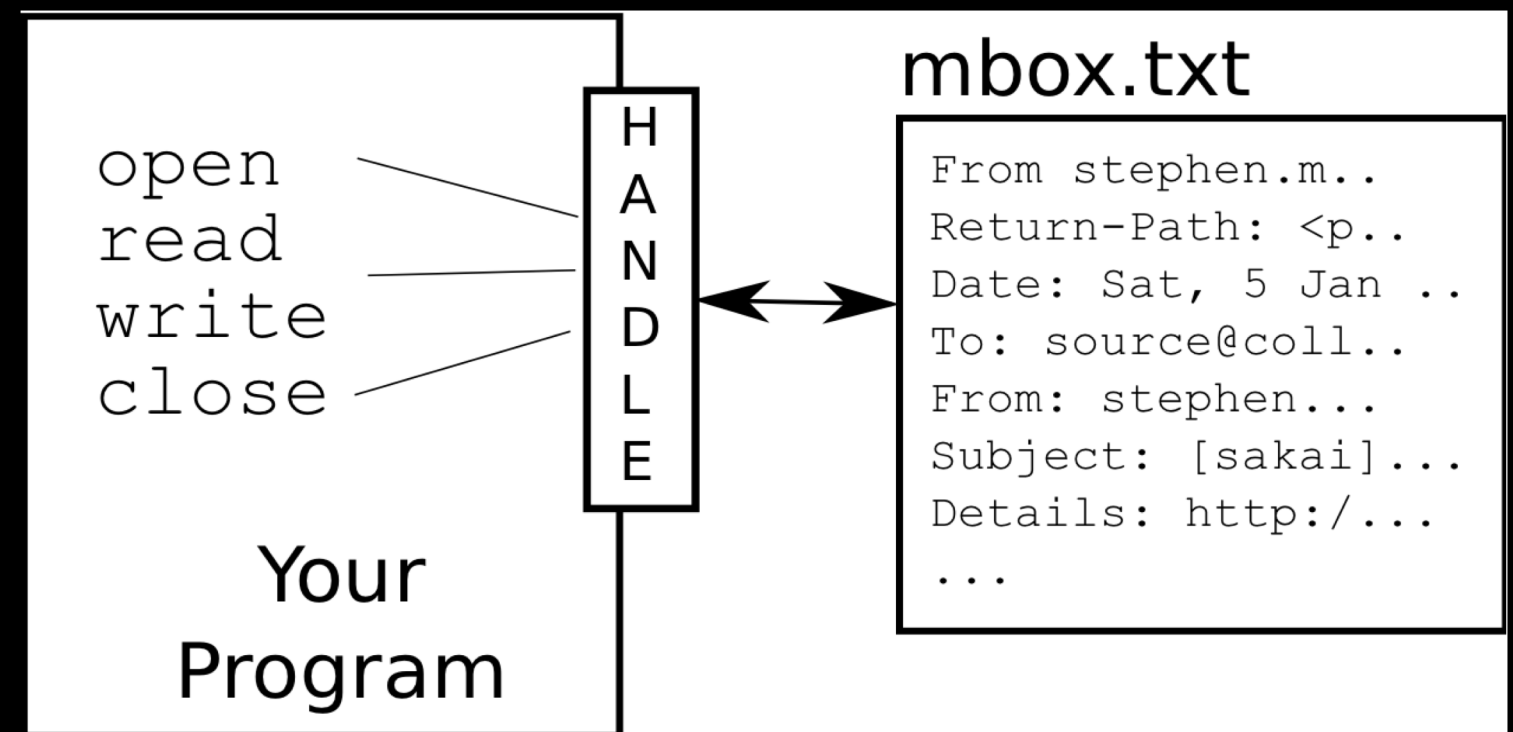 open
read
write
close
Your
Program
H
A
N
D
L
E
mbox.txt
From stephen.m..
Return-Path: <p..
Date: Sat, 5 Jan ..
To: source@coll..
From: stephen...
Subject: [sakai]...
Details: http:/...
...